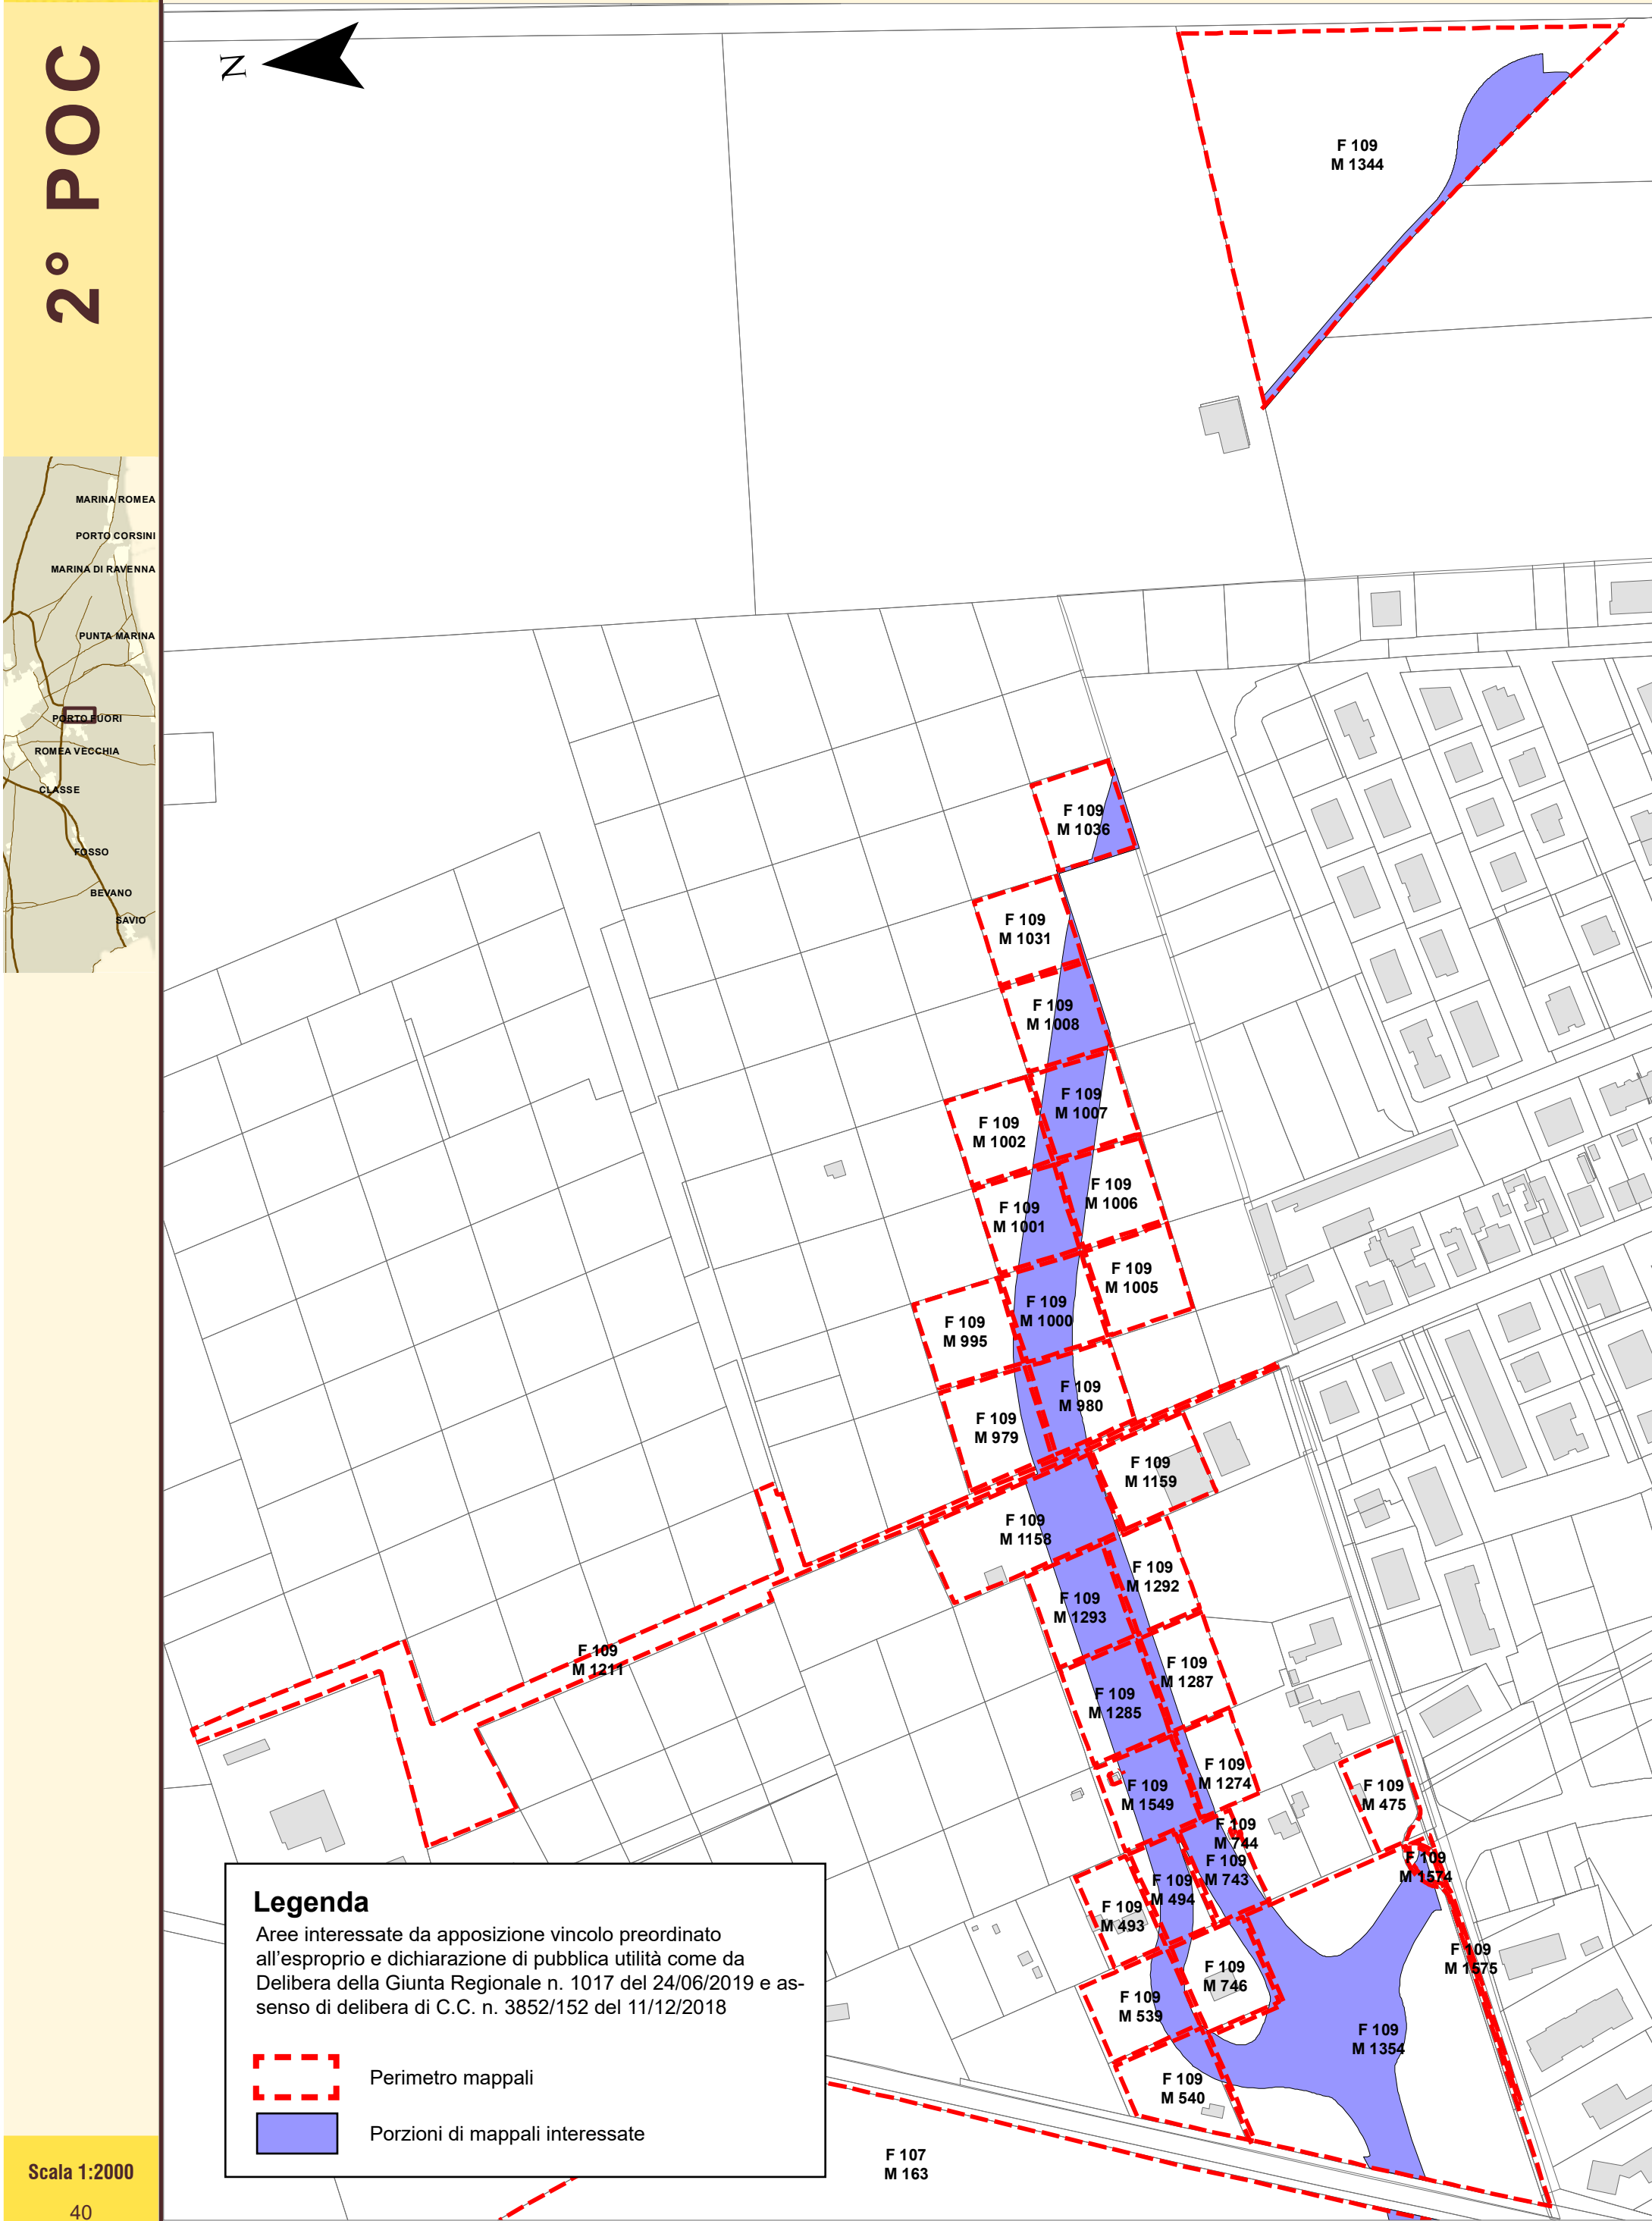 2° POC
N
MARINA ROMEA
PORTO CORSINI
MARINA DI RAVENNA
PUNTA MARINA
PORTO FUORI
ROMEA VECCHIA
CLASSE
FOSSO
BEVANO
SAVIO
Scala 1:2000
40
F 109
M 1344
F 109
M 1036
F 109
M 1031
F 109
M 1008
F 109
M 1007
F 109
M 1002
F 109
M 1006
F 109
M 1001
F 109
M 1005
F 109
M 1000
F 109
M 995
F 109
M 980
F 109
M 979
F 109
M 1159
F 109
M 1158
F 109
M 1292
F 109
M 1293
F 109
M 1211
F 109
M 1287
F 109
M 1285
F 109
M 1274
F 109
M 1549
F 109
M 475
F 109
M 744
F 109
M 743
F 109
M 1574
F 109
M 494
F 109
M 493
F 109
M 1575
F 109
M 746
F 109
M 539
F 109
M 1354
F 109
M 540
F 107
M 163
Legenda
Aree interessate da apposizione vincolo preordinato
all'esproprio e dichiarazione di pubblica utilità come da
Delibera della Giunta Regionale n. 1017 del 24/06/2019 e as-
senso di delibera di C.C. n. 3852/152 del 11/12/2018
Perimetro mappali
Porzioni di mappali interessate